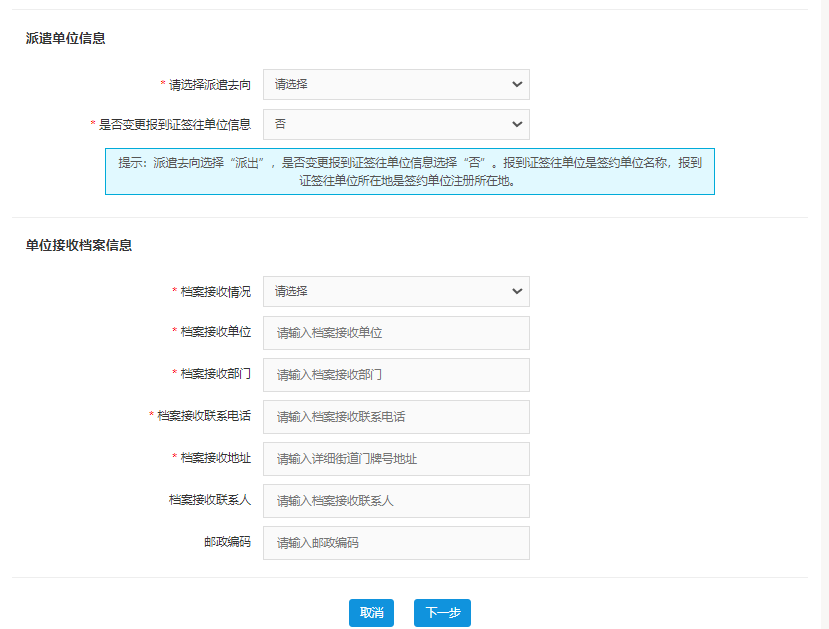 派遣单位信息
* 请选择派遣去向 请选择
* 是否变更报到证签往单位信息 否
提示：派遣去向选择“派出”，是否变更报到证签往单位信息选择“否”。报到证签往单位是签约单位名称，报到
证签往单位所在地是签约单位注册所在地。
单位接收档案信息
* 档案接收情况 请选择
* 档案接收单位 请输入档案接收单位
* 档案接收部门 请输入档案接收部门
* 档案接收联系电话 请输入档案接收联系电话
* 档案接收地址 请输入详细街道门牌号地址
档案接收联系人 请输入档案接收联系人
邮政编码 请输入邮政编码
取消 下一步